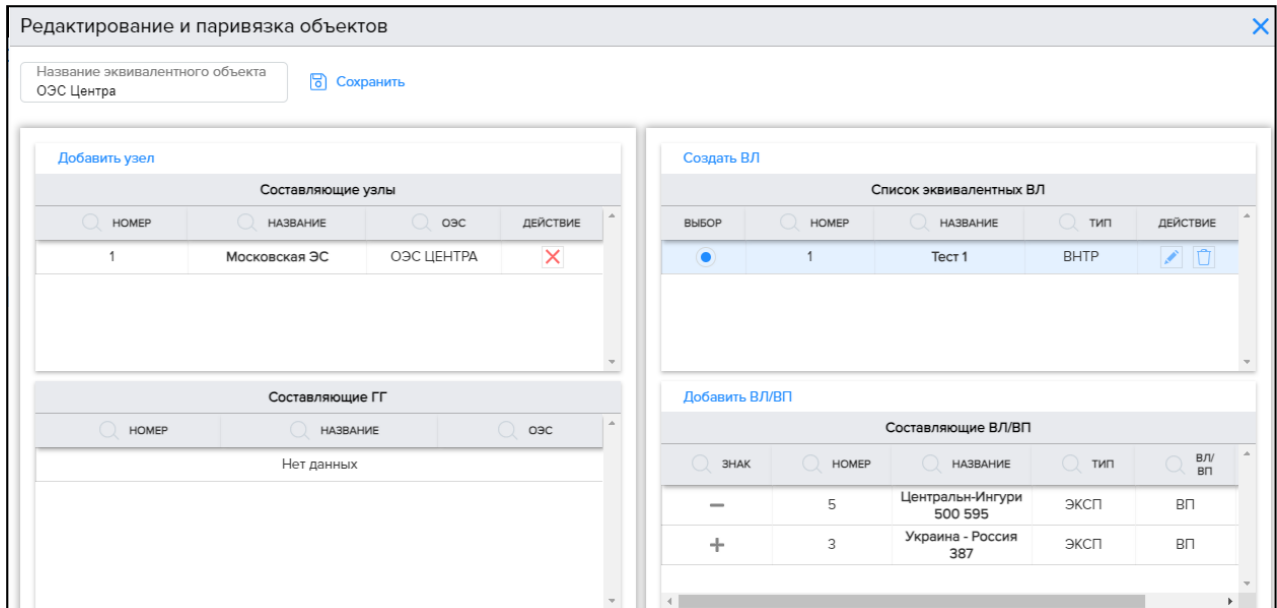 Редактирование и паривязка объектов
Название эквивалентного объекта
ОЭС Центра
Сохранить
Добавить узел
Составляющие узлы
НОМЕР НАЗВАНИЕ ОЭС ДЕЙСТВИЕ
1 Московская ЭС ОЭС ЦЕНТРА
Составляющие ГГ
НОМЕР НАЗВАНИЕ ОЭС
Нет данных
Создать ВЛ
Список эквивалентных ВЛ
ВЫБОР НОМЕР НАЗВАНИЕ ТИП ДЕЙСТВИЕ
1 Тест 1 ВНТР
Добавить ВЛ/ВП
Составляющие ВЛ/ВП
ЗНАК НОМЕР НАЗВАНИЕ ТИП ВЛ/
ВП
− 5 Центральн-Ингури ЭКСП ВП
500 595
+ 3 Украина - Россия ЭКСП ВП
387